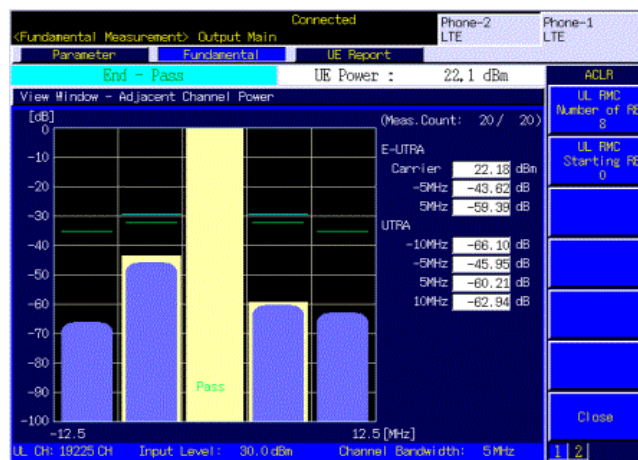 Connected
Phone-2 Phone-1
<Fundamental Measurement> Output Main LTE LTE
Parameter Fundamental UE Report
End - Pass UE Power : 22.1 dBm ACLR
View Window - Adjacent Channel Power
UL RMC
Number of RB
8
[dB] (Meas.Count: 20/ 20)
UL RMC
Starting RB
0
E-UTRA
Carrier 22.18 dBm
-5MHz -43.62 dB
5MHz -59.39 dB
UTRA
-10MHz -66.10 dB
-5MHz -45.95 dB
5MHz -60.21 dB
10MHz -62.94 dB
0
-10
-20
-30
-40
-50
-60
-70
-80
-90
-100
Pass
-12.5 12.5[MHz]
Close
UL CH: 19225CH Input Level: 30.0dBm Channel Bandwidth: 5MHz
1 2